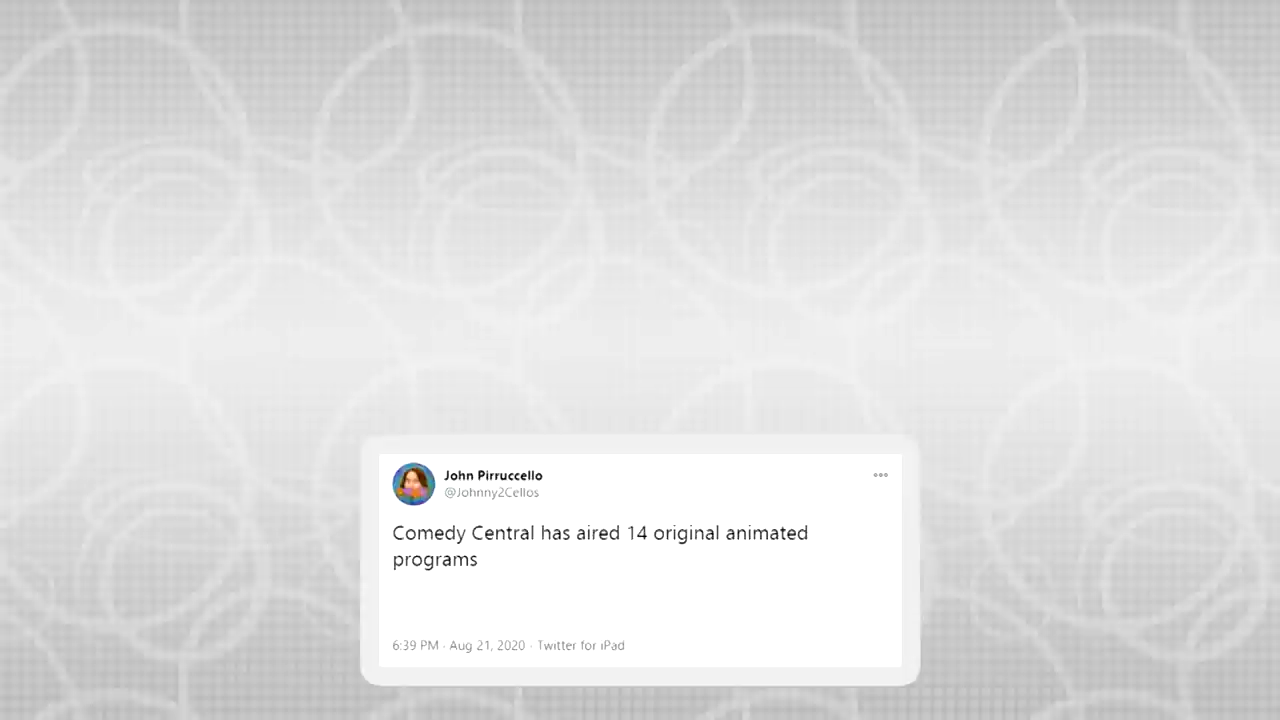 John Pirruccello
@Johnny2Cellos
Comedy Central has aired 14 original animated
programs
6:39 PM · Aug 21, 2020 · Twitter for iPad